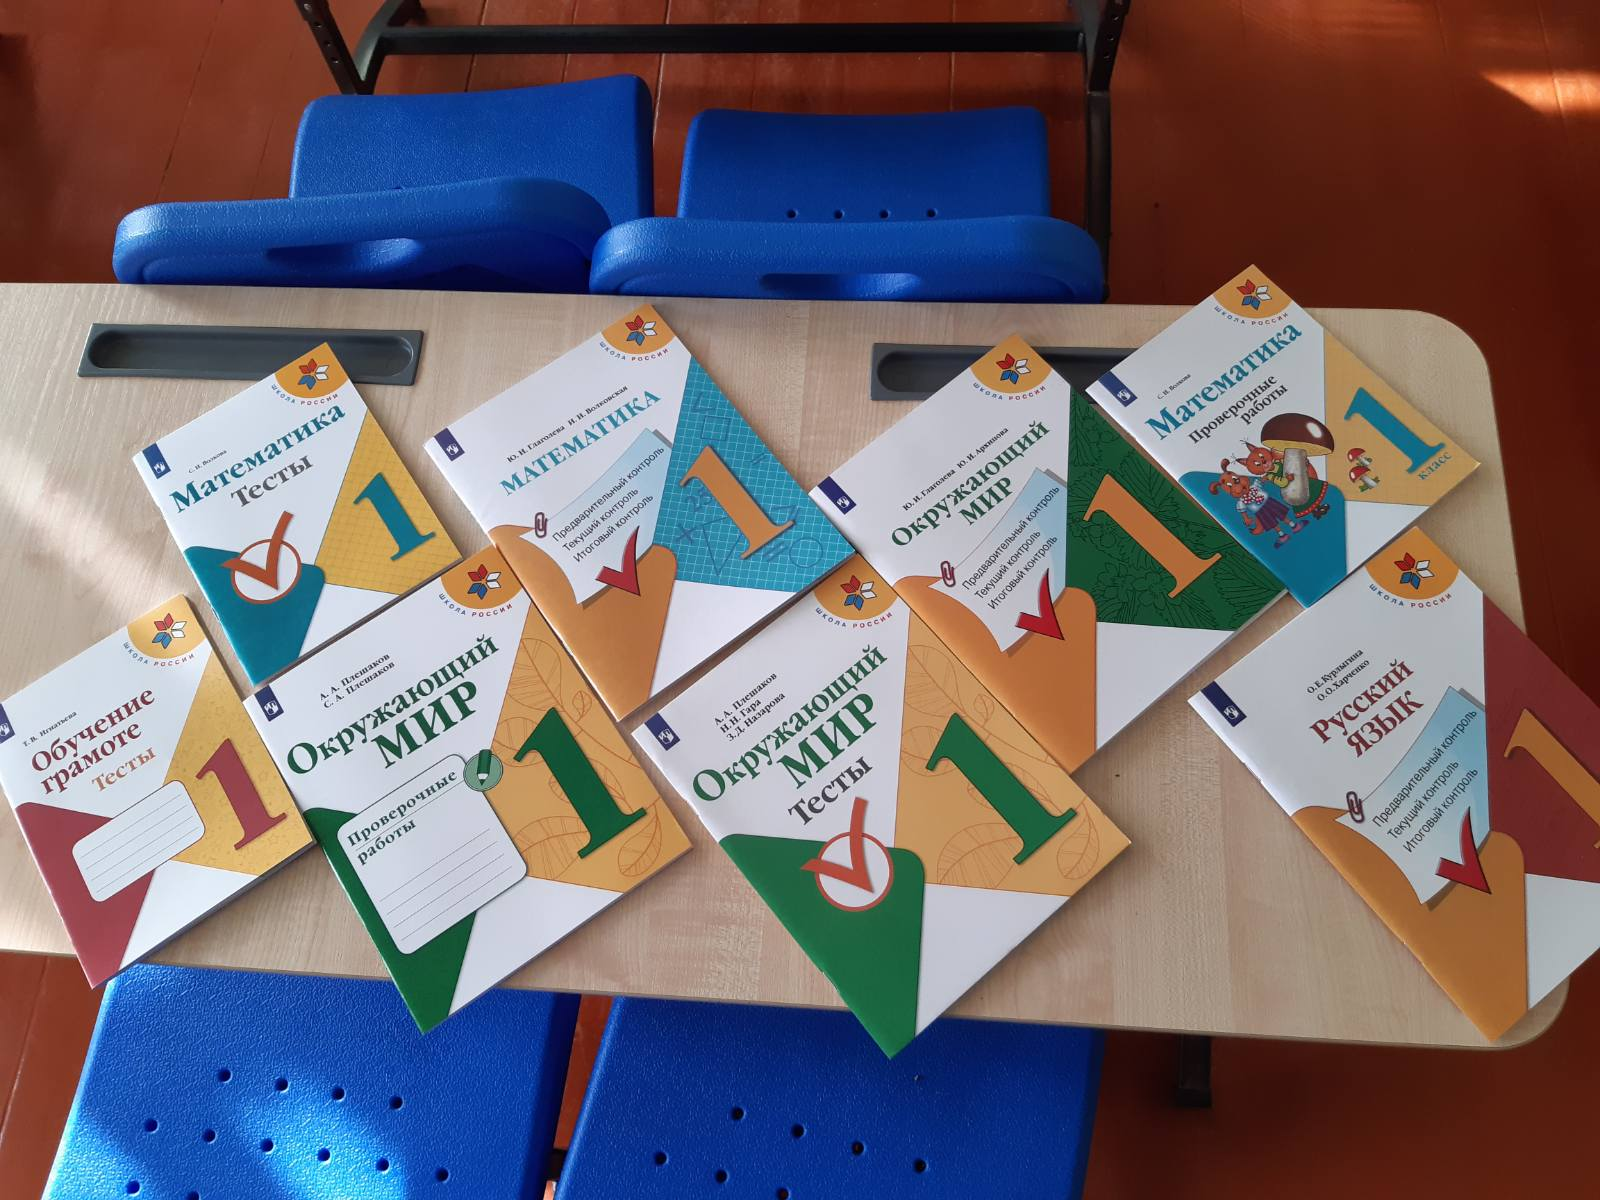 ШКОЛА РОССИИ
С. И. Волкова
Математика
Тесты
1
ШКОЛА РОССИИ
Ю. И. Глаголева И. И. Волковская
МАТЕМАТИКА
Предварительный контроль
Текущий контроль
Итоговый контроль
1
ШКОЛА РОССИИ
Ю. И. Глаголева Ю. И. Архипова
Окружающий
МИР
Предварительный контроль
Текущий контроль
Итоговый контроль
1
ШКОЛА РОССИИ
С. И. Волкова
Математика
Проверочные
работы
1
класс
ШКОЛА РОССИИ
Т. В. Игнатьева
Обучение
грамоте
Тесты
1
ШКОЛА РОССИИ
А. А. Плешаков
С. А. Плешаков
Окружающий
МИР
Проверочные
работы
1
ШКОЛА РОССИИ
А. А. Плешаков
Н. Н. Гара
З. Д. Назарова
Окружающий
МИР
Тесты
1
ШКОЛА РОССИИ
О. Е. Курлыгина
О. О. Харченко
Русский
ЯЗЫК
Предварительный контроль
Текущий контроль
Итоговый контроль
1